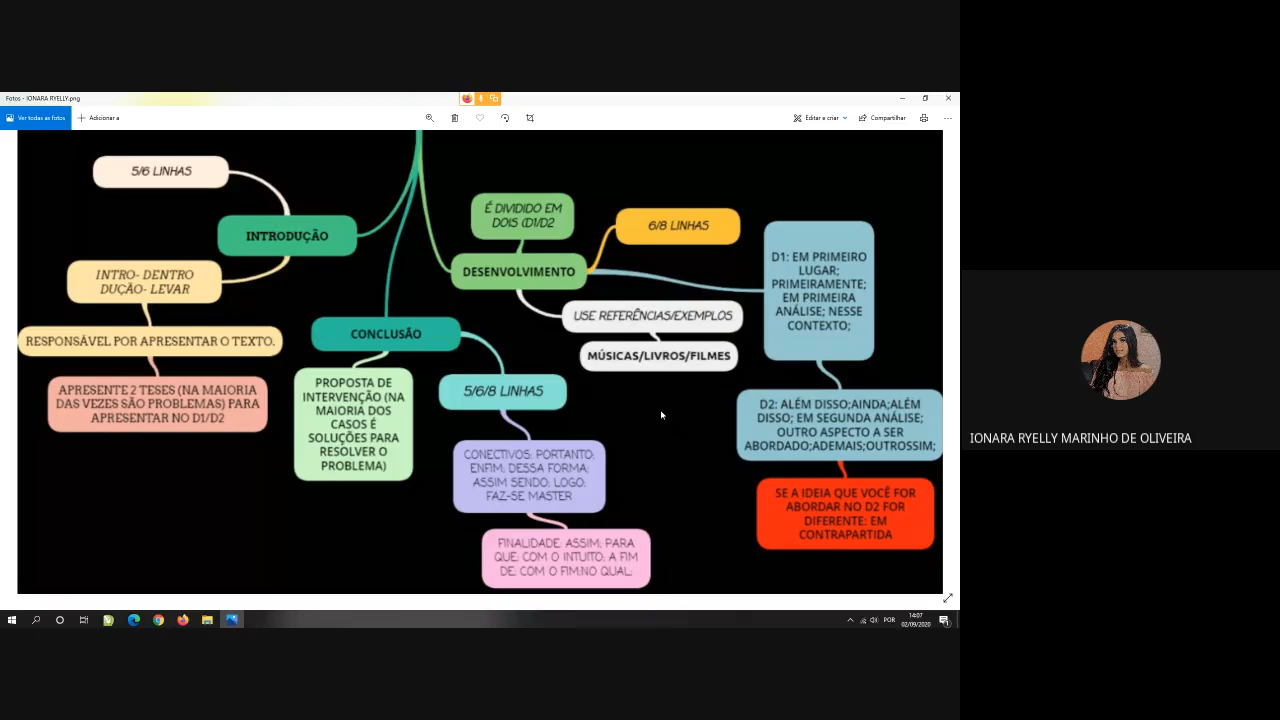 Fotos - IONARA RYELLY.png
Ver todas as fotos
Adicionar a
Editar e criar
Compartilhar
5/6 LINHAS
INTRODUÇÃO
INTRO- DENTRO
DUÇÃO- LEVAR
RESPONSÁVEL POR APRESENTAR O TEXTO.
APRESENTE 2 TESES (NA MAIORIA
DAS VEZES SÃO PROBLEMAS) PARA
APRESENTAR NO D1/D2
CONCLUSÃO
PROPOSTA DE
INTERVENÇÃO (NA
MAIORIA DOS
CASOS É
SOLUÇÕES PARA
RESOLVER O
PROBLEMA)
5/6/8 LINHAS
CONECTIVOS: PORTANTO;
ENFIM; DESSA FORMA;
ASSIM SENDO; LOGO;
FAZ-SE MASTER
FINALIDADE: ASSIM; PARA
QUE; COM O INTUITO; A FIM
DE; COM O FIM;NO QUAL;
É DIVIDIDO EM
DOIS (D1/D2
DESENVOLVIMENTO
6/8 LINHAS
USE REFERÊNCIAS/EXEMPLOS
MÚSICAS/LIVROS/FILMES
D1: EM PRIMEIRO
LUGAR;
PRIMEIRAMENTE;
EM PRIMEIRA
ANÁLISE; NESSE
CONTEXTO;
D2: ALÉM DISSO;AINDA;ALÉM
DISSO; EM SEGUNDA ANÁLISE;
OUTRO ASPECTO A SER
ABORDADO;ADEMAIS;OUTROSSIM;
SE A IDEIA QUE VOCÊ FOR
ABORDAR NO D2 FOR
DIFERENTE: EM
CONTRAPARTIDA
IONARA RYELLY MARINHO DE OLIVEIRA
POR
14:07
02/09/2020